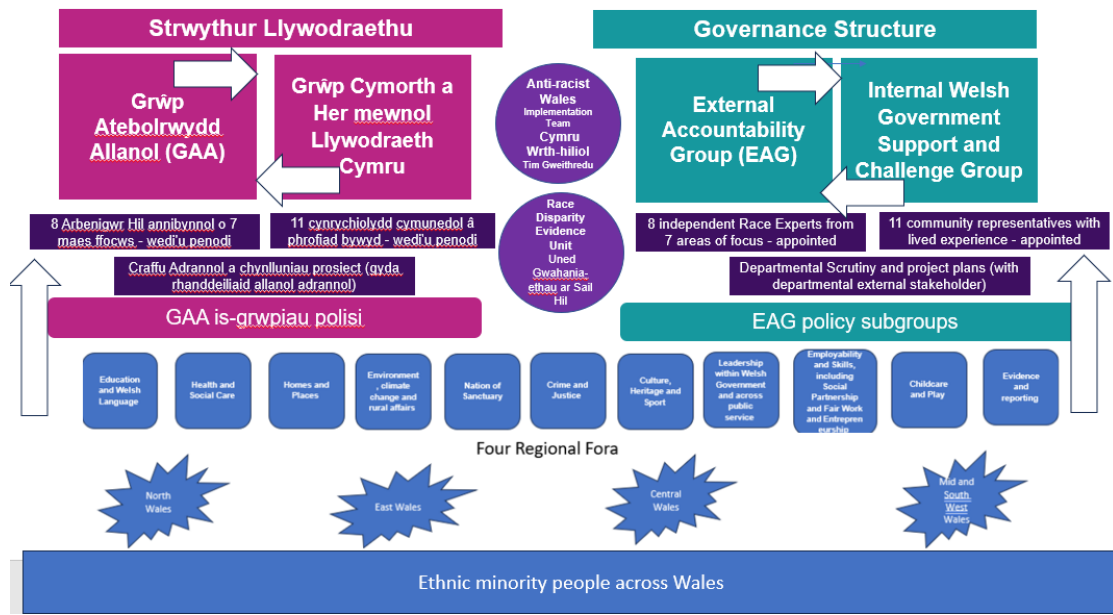 Strwythur Llywodraethu
Grŵp
Atebolrwydd
Allanol (GAA)
Grŵp Cymorth a
Her mewnol
Llywodraeth
Cymru
8 Arbenigwr Hil annibynnol o 7
maes ffocws - wedi'u penodi
11 cynrychiolydd cymunedol â
phrofiad bywyd - wedi'u penodi
Craffu Adrannol a chynlluniau prosiect (gyda
rhanddeiliaid allanol adrannol)
GAA is-grwpiau polisi
Anti-racist
Wales
Implementation
Team
Cymru
Wrth-hiliol
Tim Gweithredu
Race
Disparity
Evidence
Unit
Uned
Gwahania-
ethau ar Sail
Hil
Governance Structure
External
Accountability
Group (EAG)
Internal Welsh
Government
Support and
Challenge Group
8 independent Race Experts from
7 areas of focus - appointed
11 community representatives with
lived experience - appointed
Departmental Scrutiny and project plans (with
departmental external stakeholder)
EAG policy subgroups
Education
and Welsh
Language
Health and
Social Care
Homes and
Places
Environment
, climate
change and
rural affairs
Nation of
Sanctuary
Crime and
Justice
Culture,
Heritage and
Sport
Leadership
within Welsh
Government
and across
public
service
Employability
and Skills,
including
Social
Partnership
and Fair Work
and Entrepren
eurship
Childcare
and Play
Evidence
and
reporting
Four Regional Fora
North
Wales
East Wales
Central
Wales
Mid and
South
West
Wales
Ethnic minority people across Wales